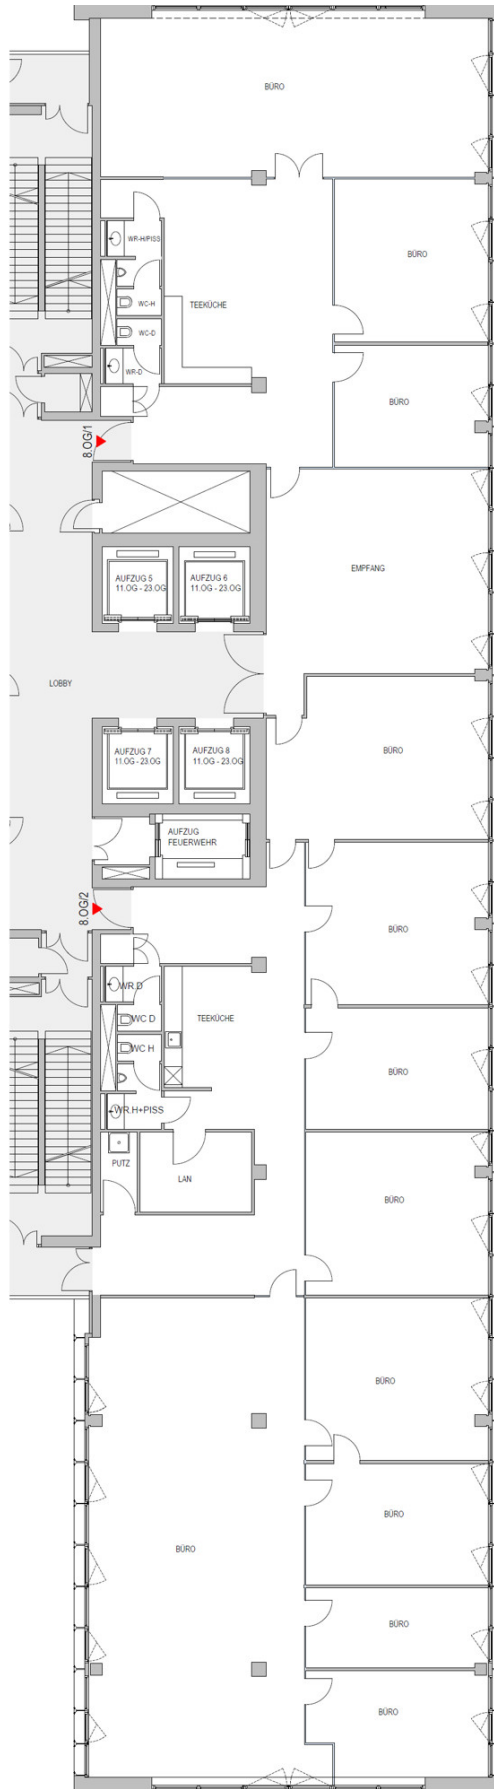 BÜRO
WR-H/PISS
BÜRO
WC-H
TEEKÜCHE
WC-D
WR-D
BÜRO
8.OG/1
EMPFANG
AUFZUG 5
11.OG - 23.OG
AUFZUG 6
11.OG - 23.OG
LOBBY
BÜRO
AUFZUG 7
11.OG - 23.OG
AUFZUG 8
11.OG - 23.OG
AUFZUG
FEUERWEHR
8.OG/2
BÜRO
WR.D
WC D
TEEKÜCHE
WC H
BÜRO
WR.H+PISS
PUTZ
LAN
BÜRO
BÜRO
BÜRO
BÜRO
BÜRO
BÜRO